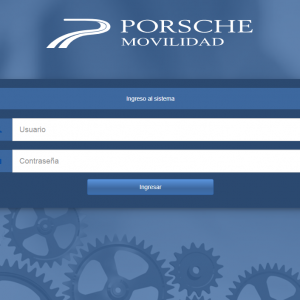 PORSCHE
MOVILIDAD
Ingreso al sistema
Usuario
Contraseña
Ingresar